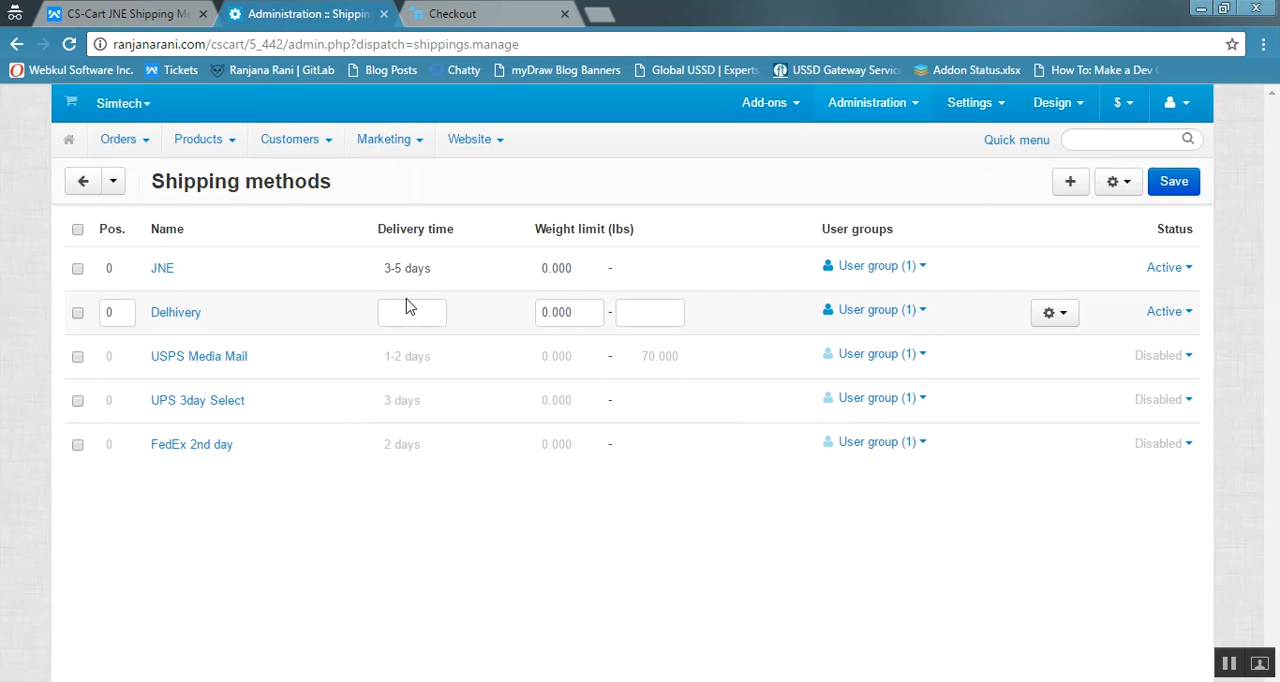 CS-Cart JNE Shipping Me
Administration :: Shippin
Checkout
ranjanarani.com/cscart/5_442/admin.php?dispatch=shippings.manage
Webkul Software Inc.
Tickets
Ranjana Rani | GitLab
Blog Posts
Chatty
myDraw Blog Banners
Global USSD | Experts
USSD Gateway Servic
Addon Status.xlsx
How To: Make a Dev
Simtech
Add-ons
Administration
Settings
Design
$
Orders
Products
Customers
Marketing
Website
Quick menu
Shipping methods
Save
Pos. Name Delivery time Weight limit (lbs) User groups Status
0 JNE 3-5 days 0.000 - User group (1) Active
0 Delhivery 0.000 - User group (1) Active
0 USPS Media Mail 1-2 days 0.000 - 70.000 User group (1) Disabled
0 UPS 3day Select 3 days 0.000 - User group (1) Disabled
0 FedEx 2nd day 2 days 0.000 - User group (1) Disabled